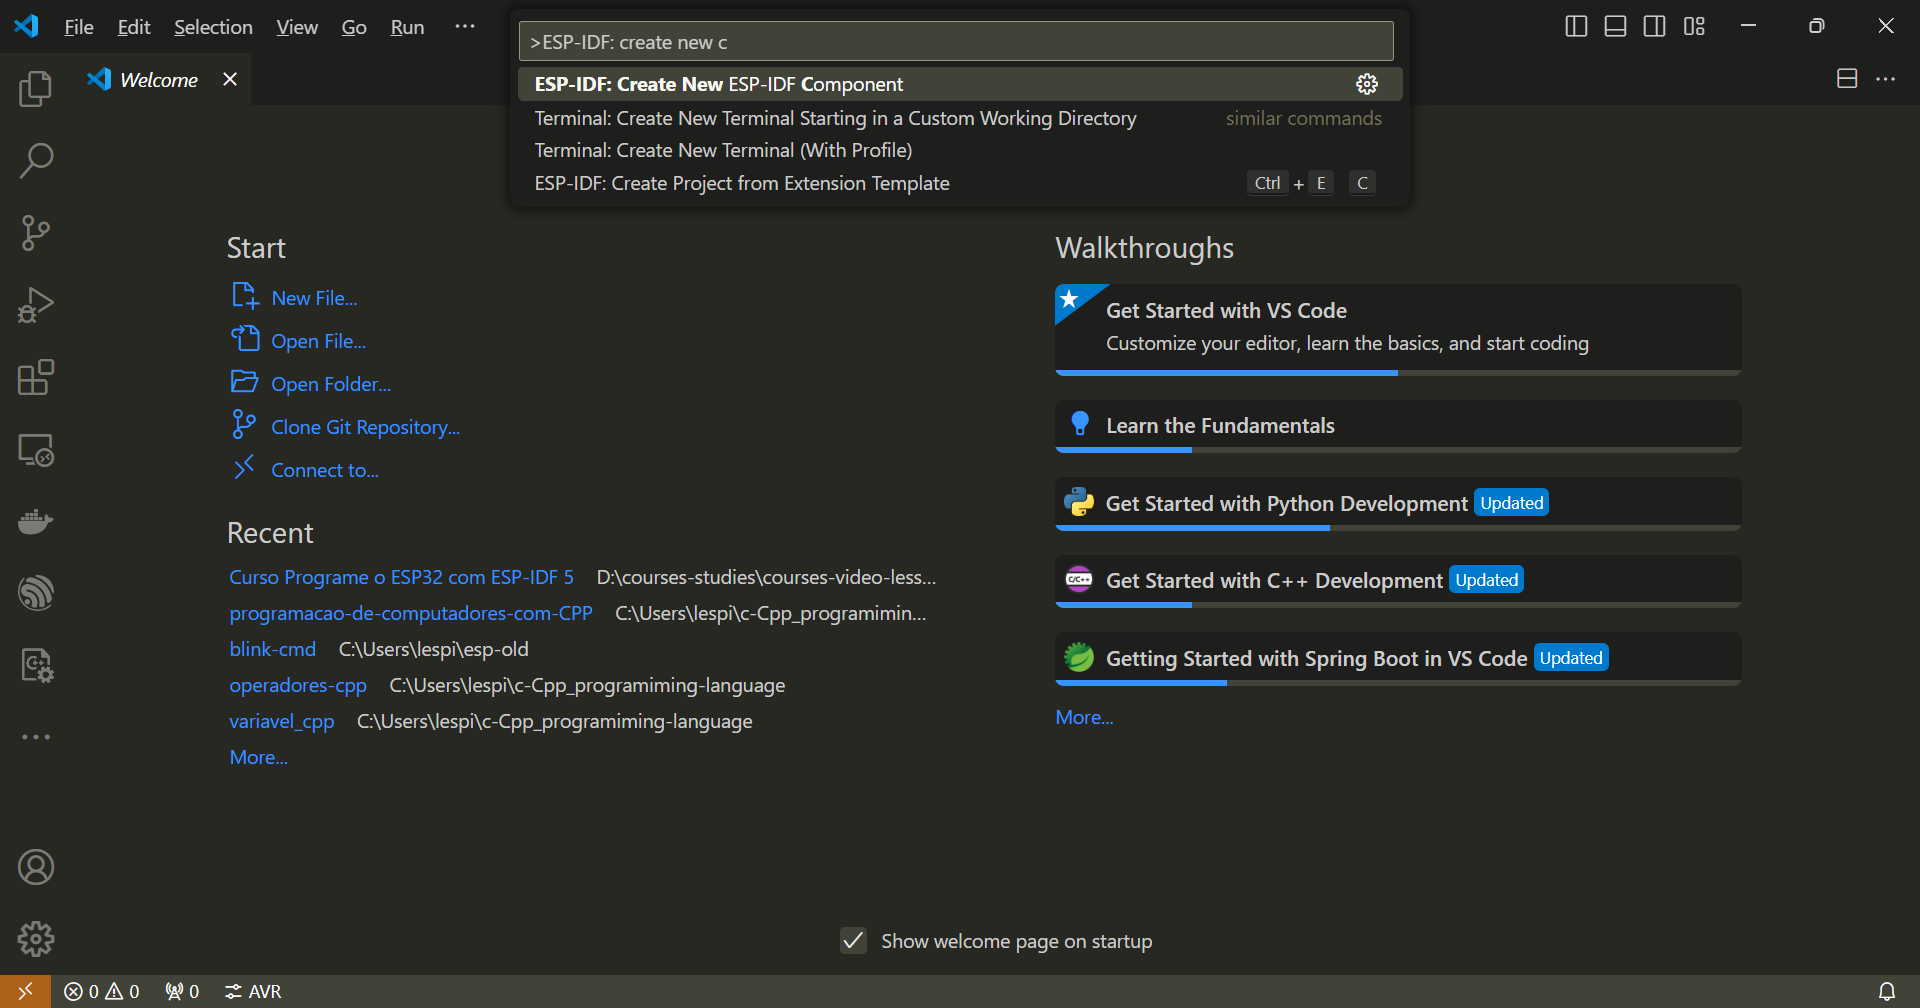 File Edit Selection View Go Run ···
>ESP-IDF: create new c
ESP-IDF: Create New ESP-IDF Component
Terminal: Create New Terminal Starting in a Custom Working Directory similar commands
Terminal: Create New Terminal (With Profile)
ESP-IDF: Create Project from Extension Template Ctrl + E C
Welcome
Start
New File...
Open File...
Open Folder...
Clone Git Repository...
Connect to...
Recent
Curso Programe o ESP32 com ESP-IDF 5 D:\courses-studies\courses-video-less...
programacao-de-computadores-com-CPP C:\Users\lespi\c-Cpp_programimin...
blink-cmd C:\Users\lespi\esp-old
operadores-cpp C:\Users\lespi\c-Cpp_programiming-language
variavel_cpp C:\Users\lespi\c-Cpp_programiming-language
More...
Walkthroughs
Get Started with VS Code
Customize your editor, learn the basics, and start coding
Learn the Fundamentals
Get Started with Python Development Updated
C/C++
Get Started with C++ Development Updated
Getting Started with Spring Boot in VS Code Updated
More...
Show welcome page on startup
0 0 0 AVR